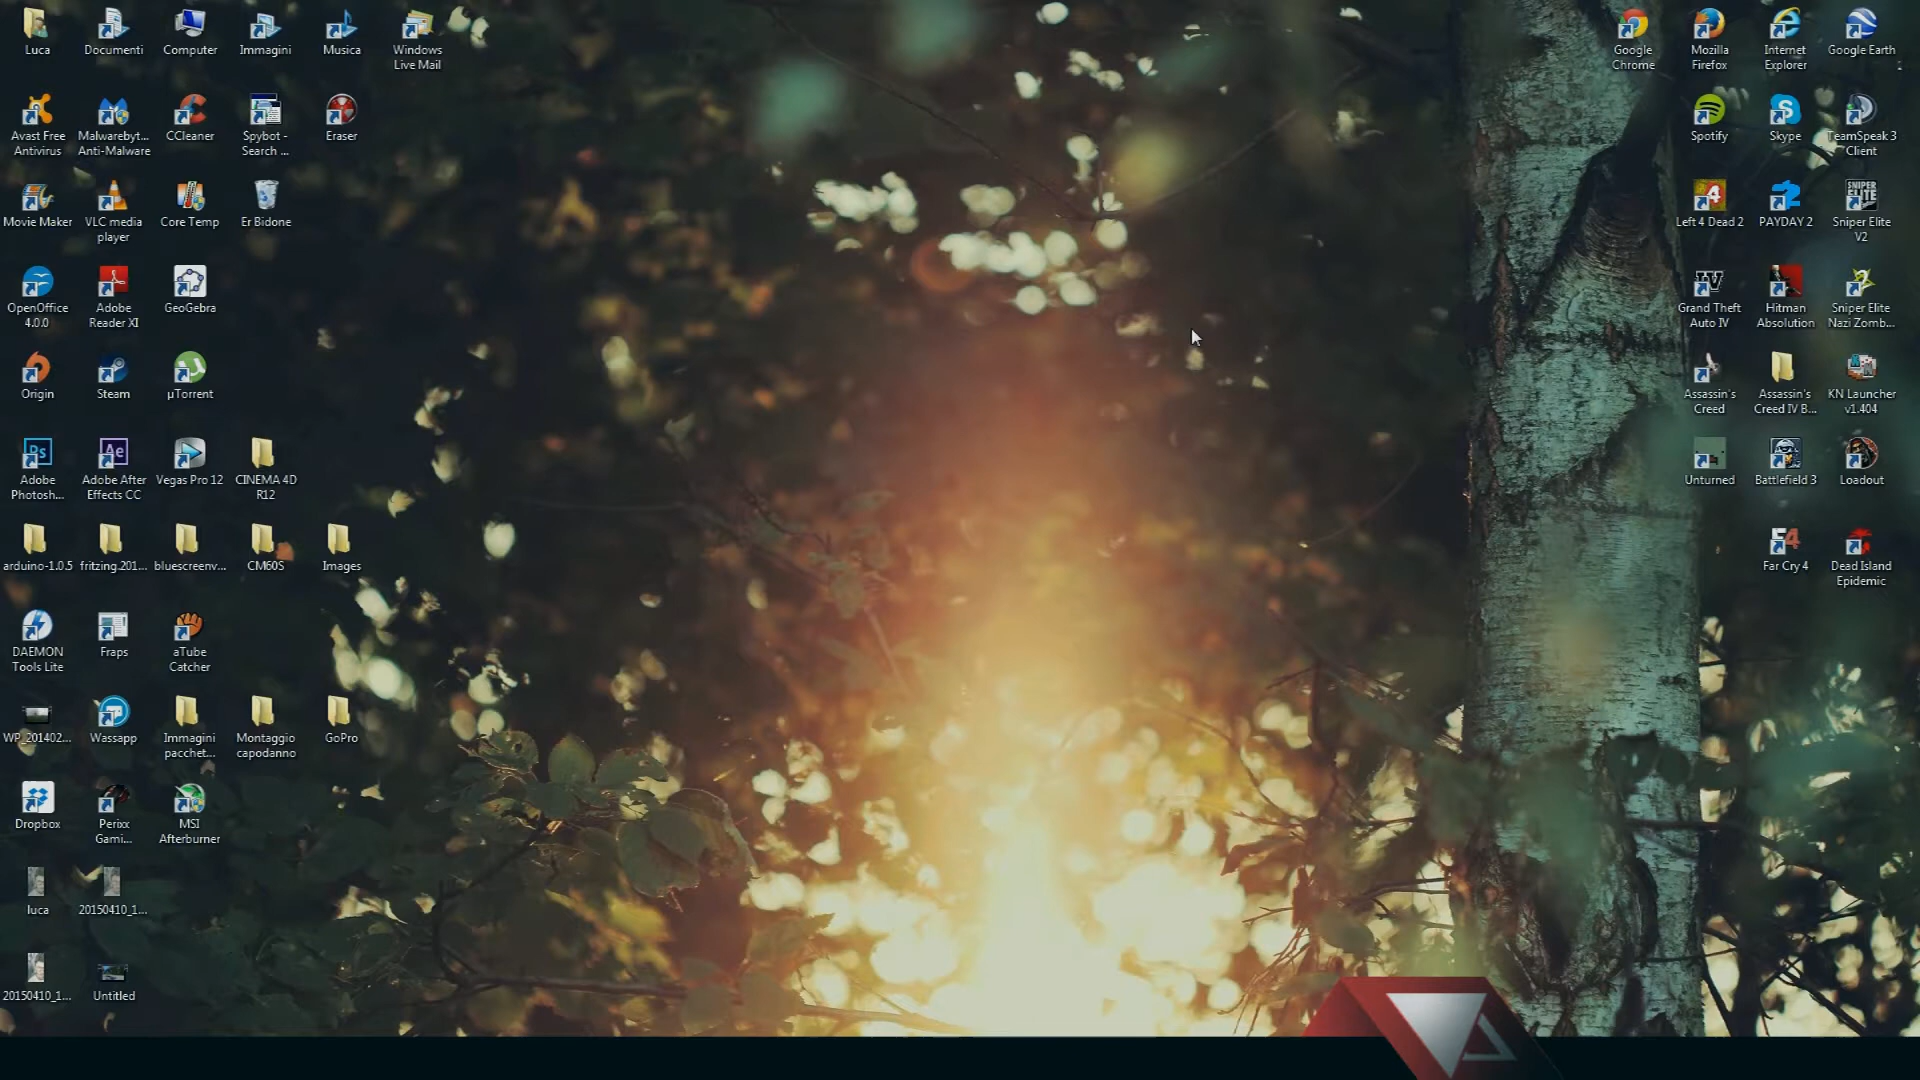 Luca
Documenti
Computer
Immagini
Musica
Windows
Live Mail
Google
Chrome
Mozilla
Firefox
Internet
Explorer
Google Earth
Avast Free
Antivirus
Malwarebyt...
Anti-Malware
CCleaner
Spybot -
Search ...
Eraser
Spotify
Skype
TeamSpeak 3
Client
Movie Maker
VLC media
player
Core Temp
Er Bidone
Left 4 Dead 2
PAYDAY 2
SNIPER
ELITE
Sniper Elite
V2
OpenOffice
4.0.0
Adobe
Reader XI
GeoGebra
IV
Grand Theft
Auto IV
Hitman
Absolution
Sniper Elite
Nazi Zomb...
Origin
Steam
µTorrent
Assassin's
Creed
Assassin's
Creed IV B...
KN Launcher
v1.404
Ps
Adobe
Photosh...
Ae
Adobe After
Effects CC
Vegas Pro 12
CINEMA 4D
R12
Unturned
Battlefield 3
Loadout
arduino-1.0.5
fritzing.201...
bluescreenv...
CM60S
Images
Far Cry 4
Dead Island
Epidemic
DAEMON
Tools Lite
Fraps
aTube
Catcher
WP_201402...
Wassapp
Immagini
pacchet...
Montaggio
capodanno
GoPro
Dropbox
Perixx
Gami...
MSI
Afterburner
luca
20150410_1...
20150410_1...
Untitled